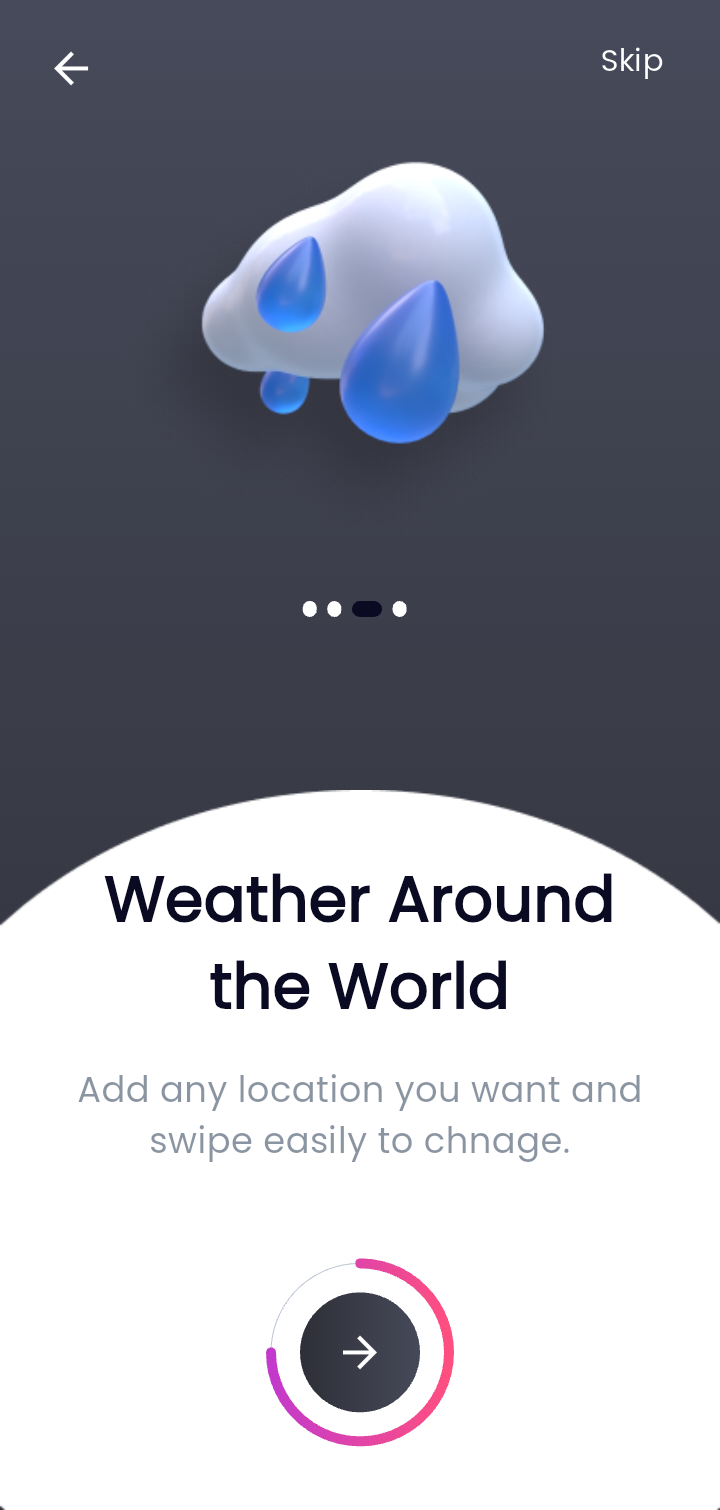 Skip
Weather Around
the World
Add any location you want and
swipe easily to chnage.